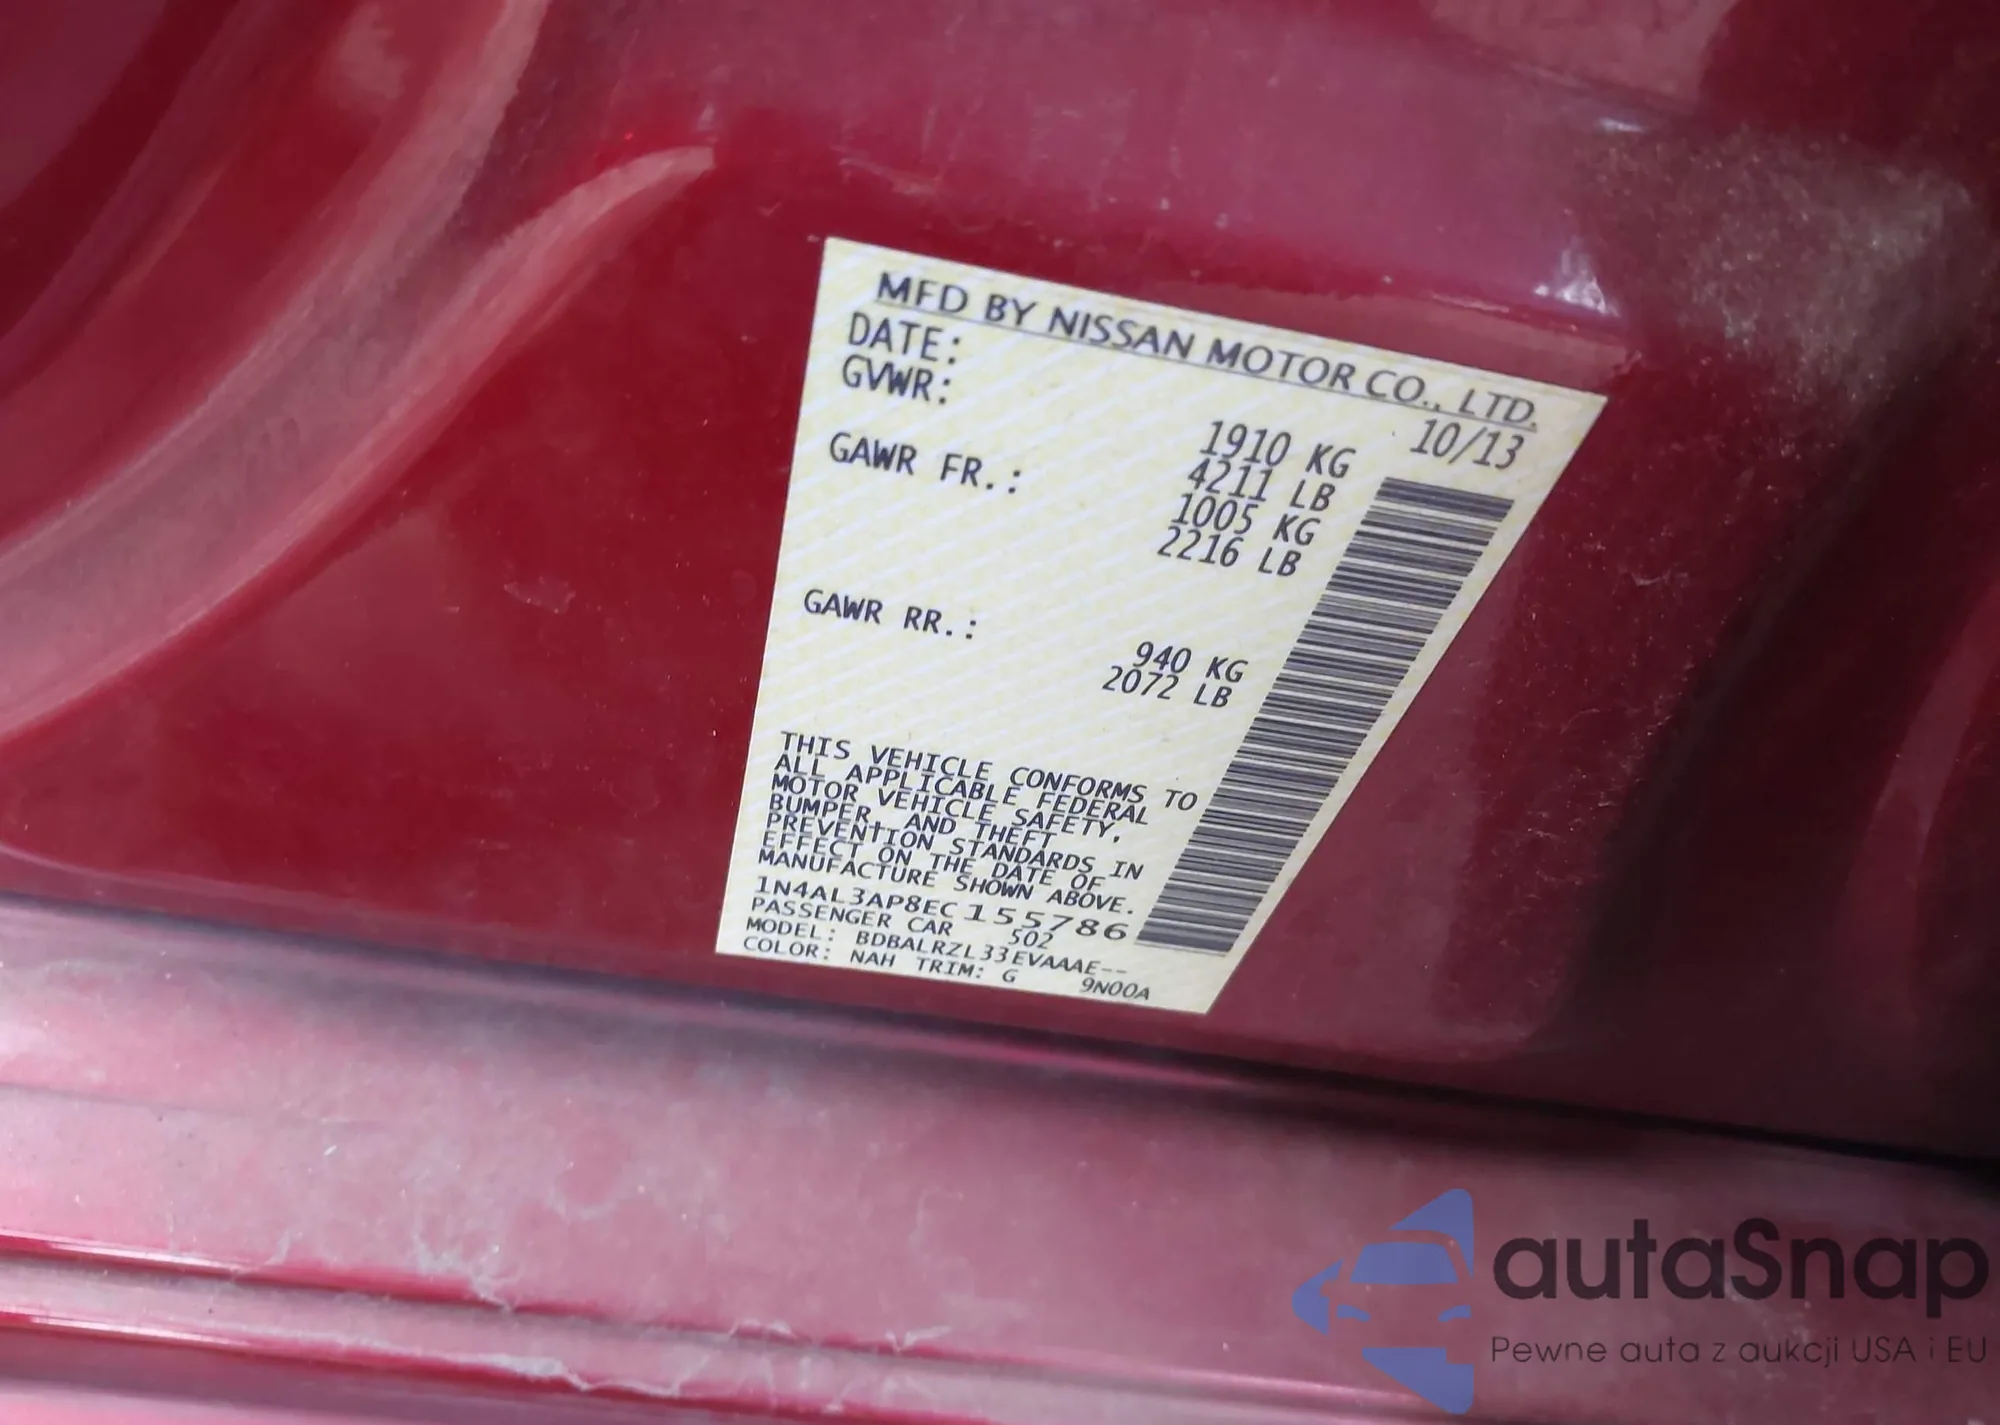 MFD BY NISSAN MOTOR CO., LTD.
DATE: 10/13
GVWR: 1910 KG
4211 LB
GAWR FR.: 1005 KG
2216 LB
GAWR RR.: 940 KG
2072 LB
THIS VEHICLE CONFORMS TO
ALL APPLICABLE FEDERAL
MOTOR VEHICLE SAFETY,
BUMPER, AND THEFT
PREVENTION STANDARDS IN
EFFECT ON THE DATE OF
MANUFACTURE SHOWN ABOVE.
1N4AL3AP8EC155786
PASSENGER CAR 502
MODEL: BDBALRZL33EVAAAE--
COLOR: NAH TRIM: G 9N00A
autaSnap
Pewne auta z aukcji USA i EU